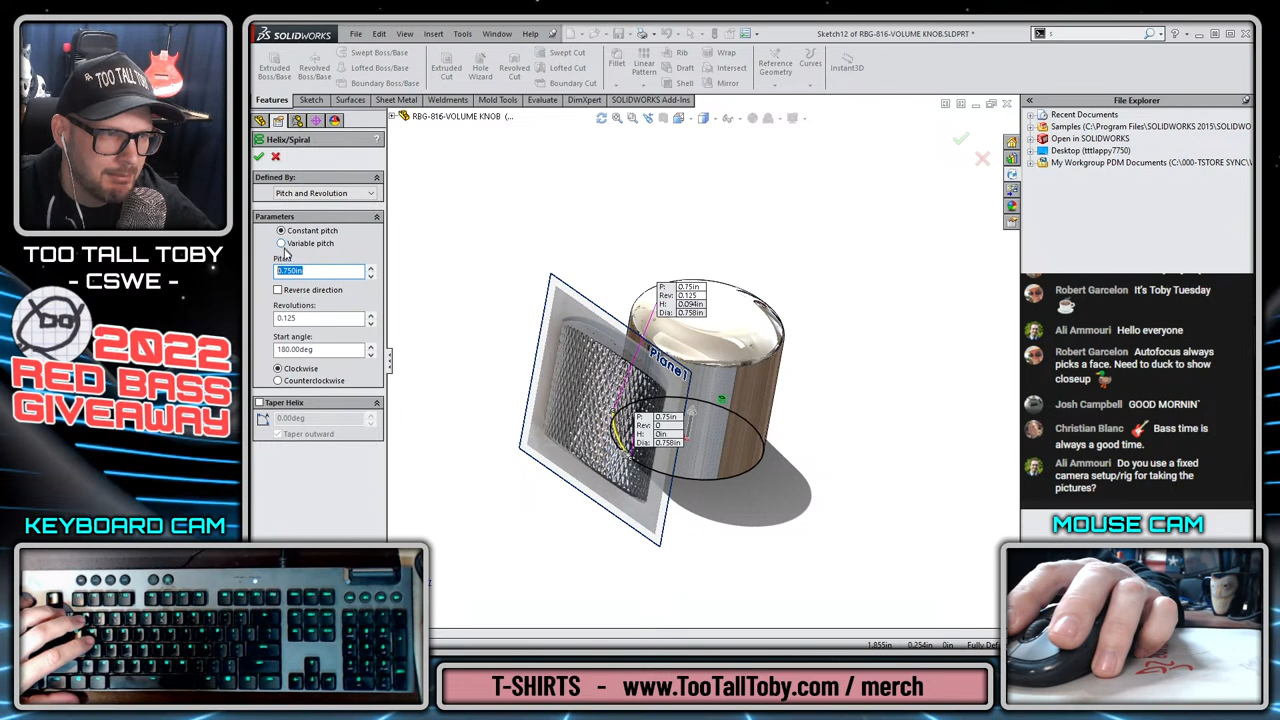 TOO TALL TOBY
SOLIDWORKS
File Edit View Insert Tools Window Help
Sketch12 of RBG-816-VOLUME KNOB.SLDPRT *
s
Extruded Boss/Base
Revolved Boss/Base
Swept Boss/Base
Lofted Boss/Base
Boundary Boss/Base
Extruded Cut
Hole Wizard
Revolved Cut
Swept Cut
Lofted Cut
Boundary Cut
Fillet
Linear Pattern
Rib
Draft
Shell
Wrap
Intersect
Mirror
Reference Geometry
Curves
Instant3D
Features Sketch Surfaces Sheet Metal Weldments Mold Tools Evaluate DimXpert SOLIDWORKS Add-Ins
RBG-816-VOLUME KNOB (...
Helix/Spiral
?
Defined By:
Pitch and Revolution
Parameters
Constant pitch
Variable pitch
Pitch:
0.750in
Reverse direction
Revolutions:
0.125
Start angle:
180.00deg
Clockwise
Counterclockwise
Taper Helix
0.00deg
Taper outward
P: 0.75in
Rev: 0.125
H: 0.094in
Dia: 0.758in
Plane1
P: 0.75in
Rev: 0
H: 0in
Dia: 0.758in
1.855in 0.254in 0in Fully Def
File Explorer
Recent Documents
Samples (C:\Program Files\SOLIDWORKS 2015\SOLIDWO
Open in SOLIDWORKS
Desktop (tttlappy7750)
My Workgroup PDM Documents (C:\000-TSTORE SYNC\
TOO TALL TOBY
- CSWE -
2022
RED BASS
GIVEAWAY
KEYBOARD CAM
Robert Garcelon It's Toby Tuesday
Ali Ammouri Hello everyone
Robert Garcelon Autofocus always
picks a face. Need to duck to show
closeup
Josh Campbell GOOD MORNIN'
Christian Blanc Bass time is
always a good time.
Ali Ammouri Do you use a fixed
camera setup/rig for taking the
pictures?
MOUSE CAM
T-SHIRTS - www.TooTallToby.com / merch